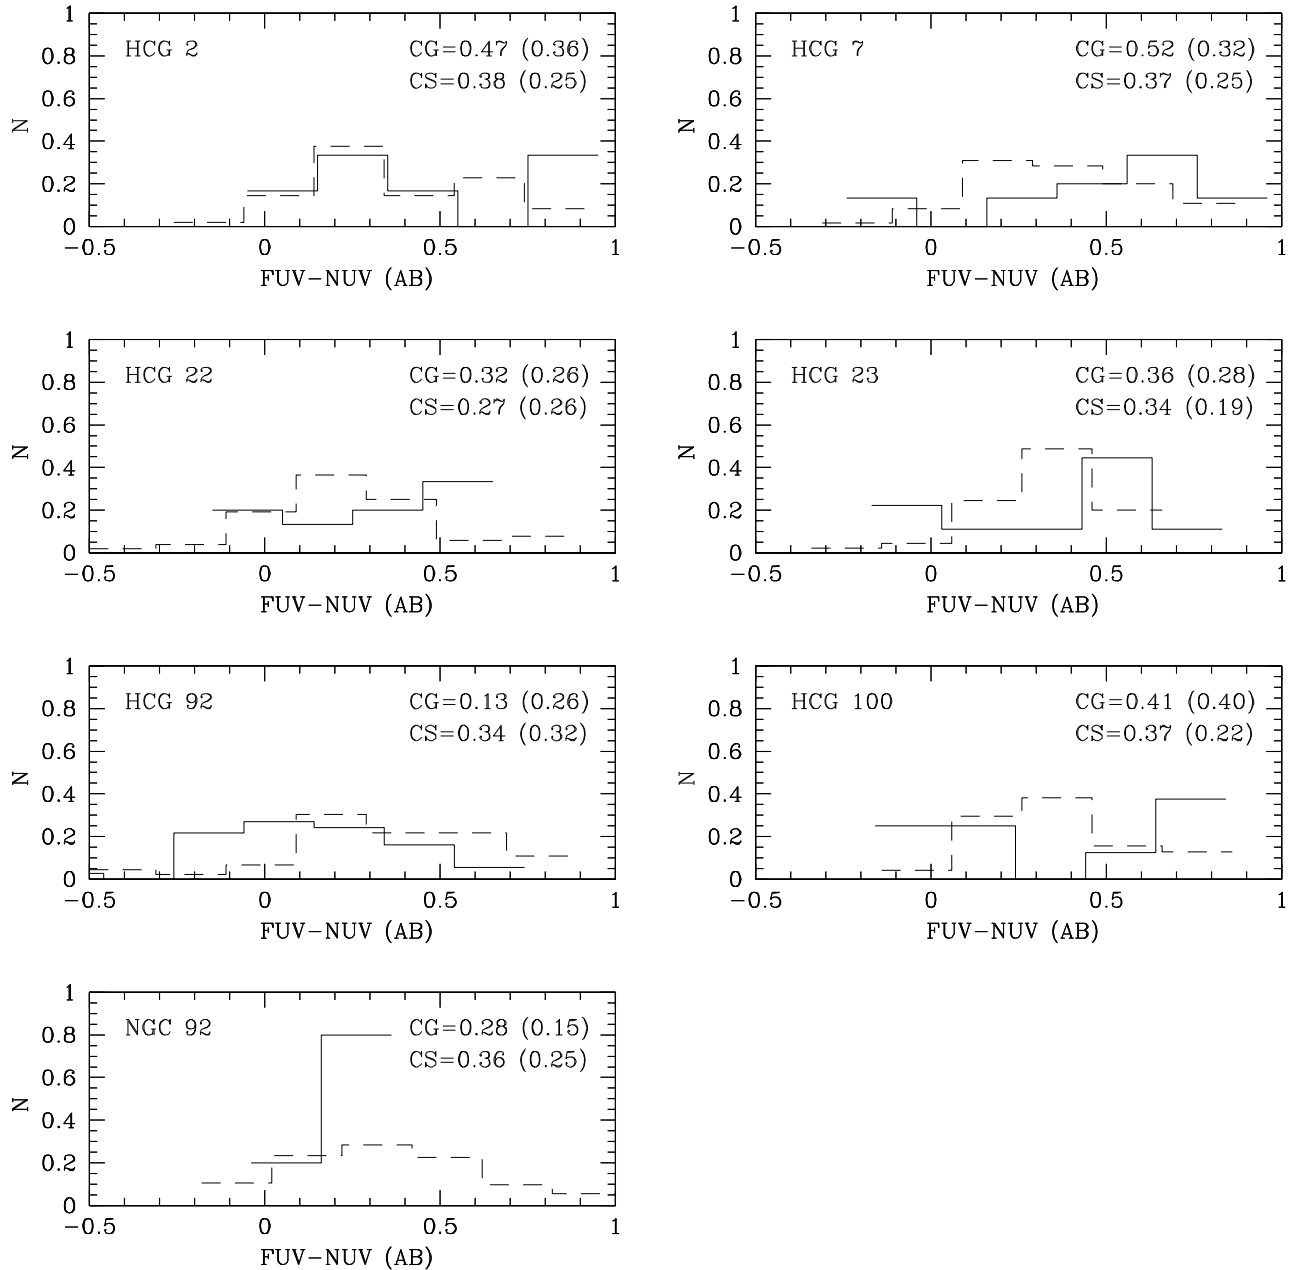 1
HCG 2
CG=0.47 (0.36)
0.8
CS=0.38 (0.25)
0.6
N
0.4
0.2
0
−0.5
0
0.5
1
FUV−NUV (AB)
1
HCG 7
CG=0.52 (0.32)
0.8
CS=0.37 (0.25)
0.6
N
0.4
0.2
0
−0.5
0
0.5
1
FUV−NUV (AB)
1
HCG 22
CG=0.32 (0.26)
0.8
CS=0.27 (0.26)
0.6
N
0.4
0.2
0
−0.5
0
0.5
1
FUV−NUV (AB)
1
HCG 23
CG=0.36 (0.28)
0.8
CS=0.34 (0.19)
0.6
N
0.4
0.2
0
−0.5
0
0.5
1
FUV−NUV (AB)
1
HCG 92
CG=0.13 (0.26)
0.8
CS=0.34 (0.32)
0.6
N
0.4
0.2
0
−0.5
0
0.5
1
FUV−NUV (AB)
1
HCG 100
CG=0.41 (0.40)
0.8
CS=0.37 (0.22)
0.6
N
0.4
0.2
0
−0.5
0
0.5
1
FUV−NUV (AB)
1
NGC 92
CG=0.28 (0.15)
0.8
CS=0.36 (0.25)
0.6
N
0.4
0.2
0
−0.5
0
0.5
1
FUV−NUV (AB)